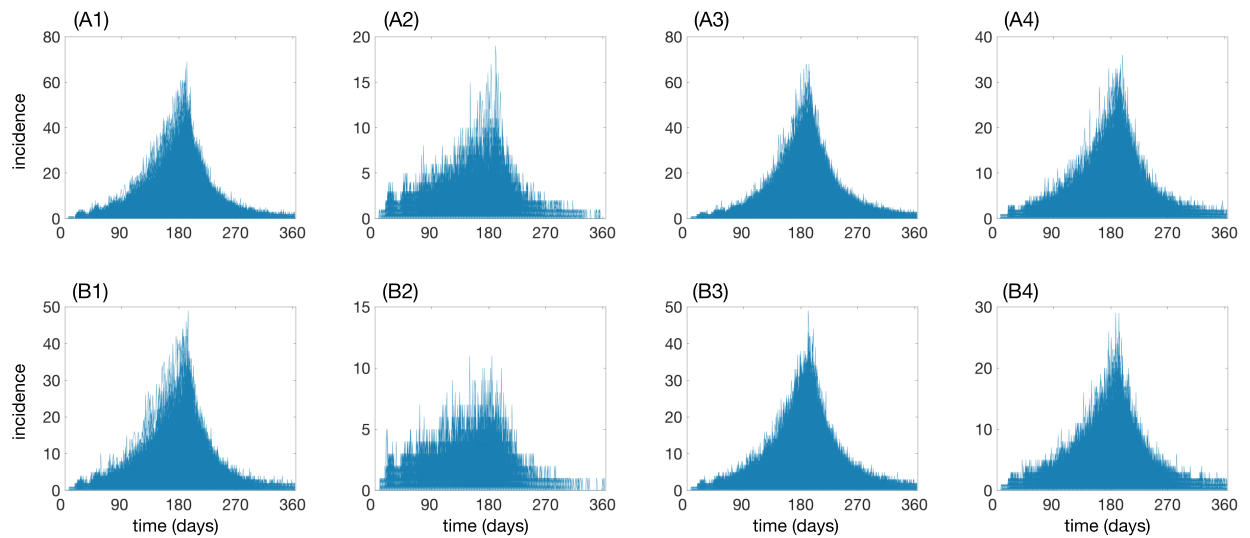 (A1) (A2) (A3) (A4)
80 20 80 40
60 15 60 30
incidence
40 10 40 20
20 5 20 10
0 0 0 0
0 90 180 270 360 0 90 180 270 360 0 90 180 270 360 0 90 180 270 360
(B1) (B2) (B3) (B4)
50 15 50 30
40 40
10 20
30 30
incidence
20 20
5 10
10 10
0 0 0 0
0 90 180 270 360 0 90 180 270 360 0 90 180 270 360 0 90 180 270 360
time (days) time (days) time (days) time (days)